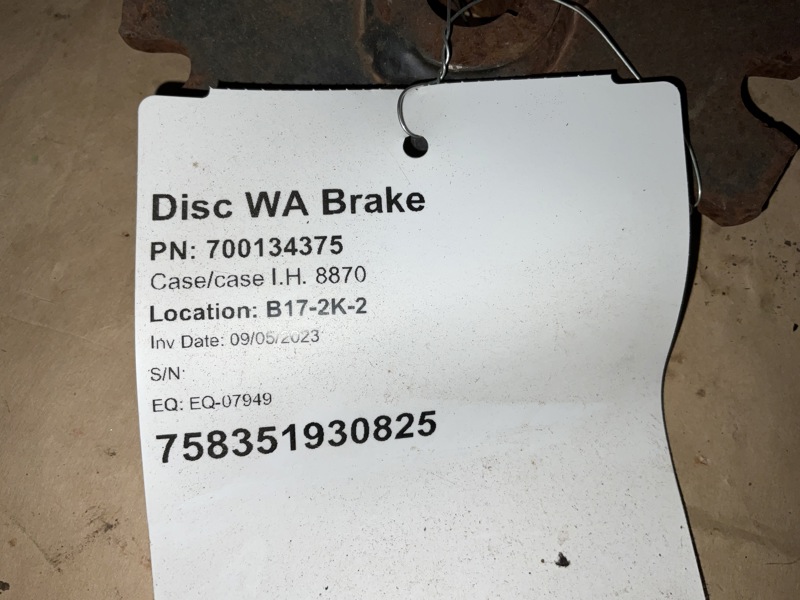 Disc WA Brake
PN: 700134375
Case/case I.H. 8870
Location: B17-2K-2
Inv Date: 09/05/2023
S/N:
EQ: EQ-07949
758351930825